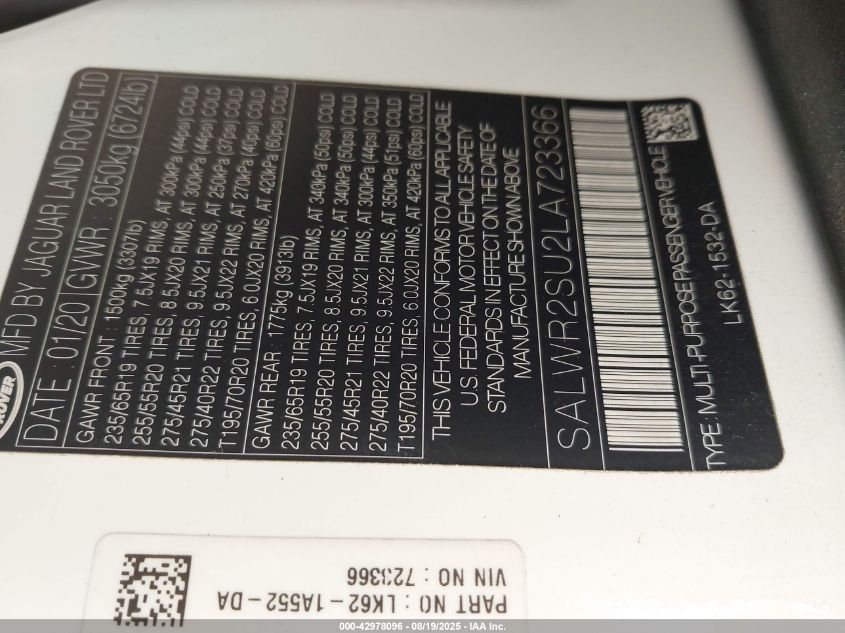 ROVER
MFD BY JAGUAR LAND ROVER LTD
DATE : 01/20 GVWR : 3050kg (6724lb)
GAWR FRONT : 1500kg (3307lb)
235/65R19 TIRES, 7.5JX19 RIMS, AT 300kPa (44psi) COLD
255/55R20 TIRES, 8.5JX20 RIMS, AT 300kPa (44psi) COLD
275/45R21 TIRES, 9.5JX21 RIMS, AT 250kPa (37psi) COLD
275/40R22 TIRES, 9.5JX22 RIMS, AT 270kPa (40psi) COLD
T195/70R20 TIRES, 6.0JX20 RIMS, AT 420kPa (60psi) COLD
GAWR REAR : 1775kg (3913lb)
235/65R19 TIRES, 7.5JX19 RIMS, AT 340kPa (50psi) COLD
255/55R20 TIRES, 8.5JX20 RIMS, AT 340kPa (50psi) COLD
275/45R21 TIRES, 9.5JX21 RIMS, AT 300kPa (44psi) COLD
275/40R22 TIRES, 9.5JX22 RIMS, AT 350kPa (51psi) COLD
T195/70R20 TIRES, 6.0JX20 RIMS, AT 420kPa (60psi) COLD
THIS VEHICLE CONFORMS TO ALL APPLICABLE
U.S. FEDERAL MOTOR VEHICLE SAFETY
STANDARDS IN EFFECT ON THE DATE OF
MANUFACTURE SHOWN ABOVE
SALWR2SU2LA723366
TYPE: MULTI-PURPOSE PASSENGER VEHICLE
LK62-1532-DA
PART NO : LK62-1A552-DA
VIN NO : 723366
000-42978096 - 08/19/2025 - IAA Inc.